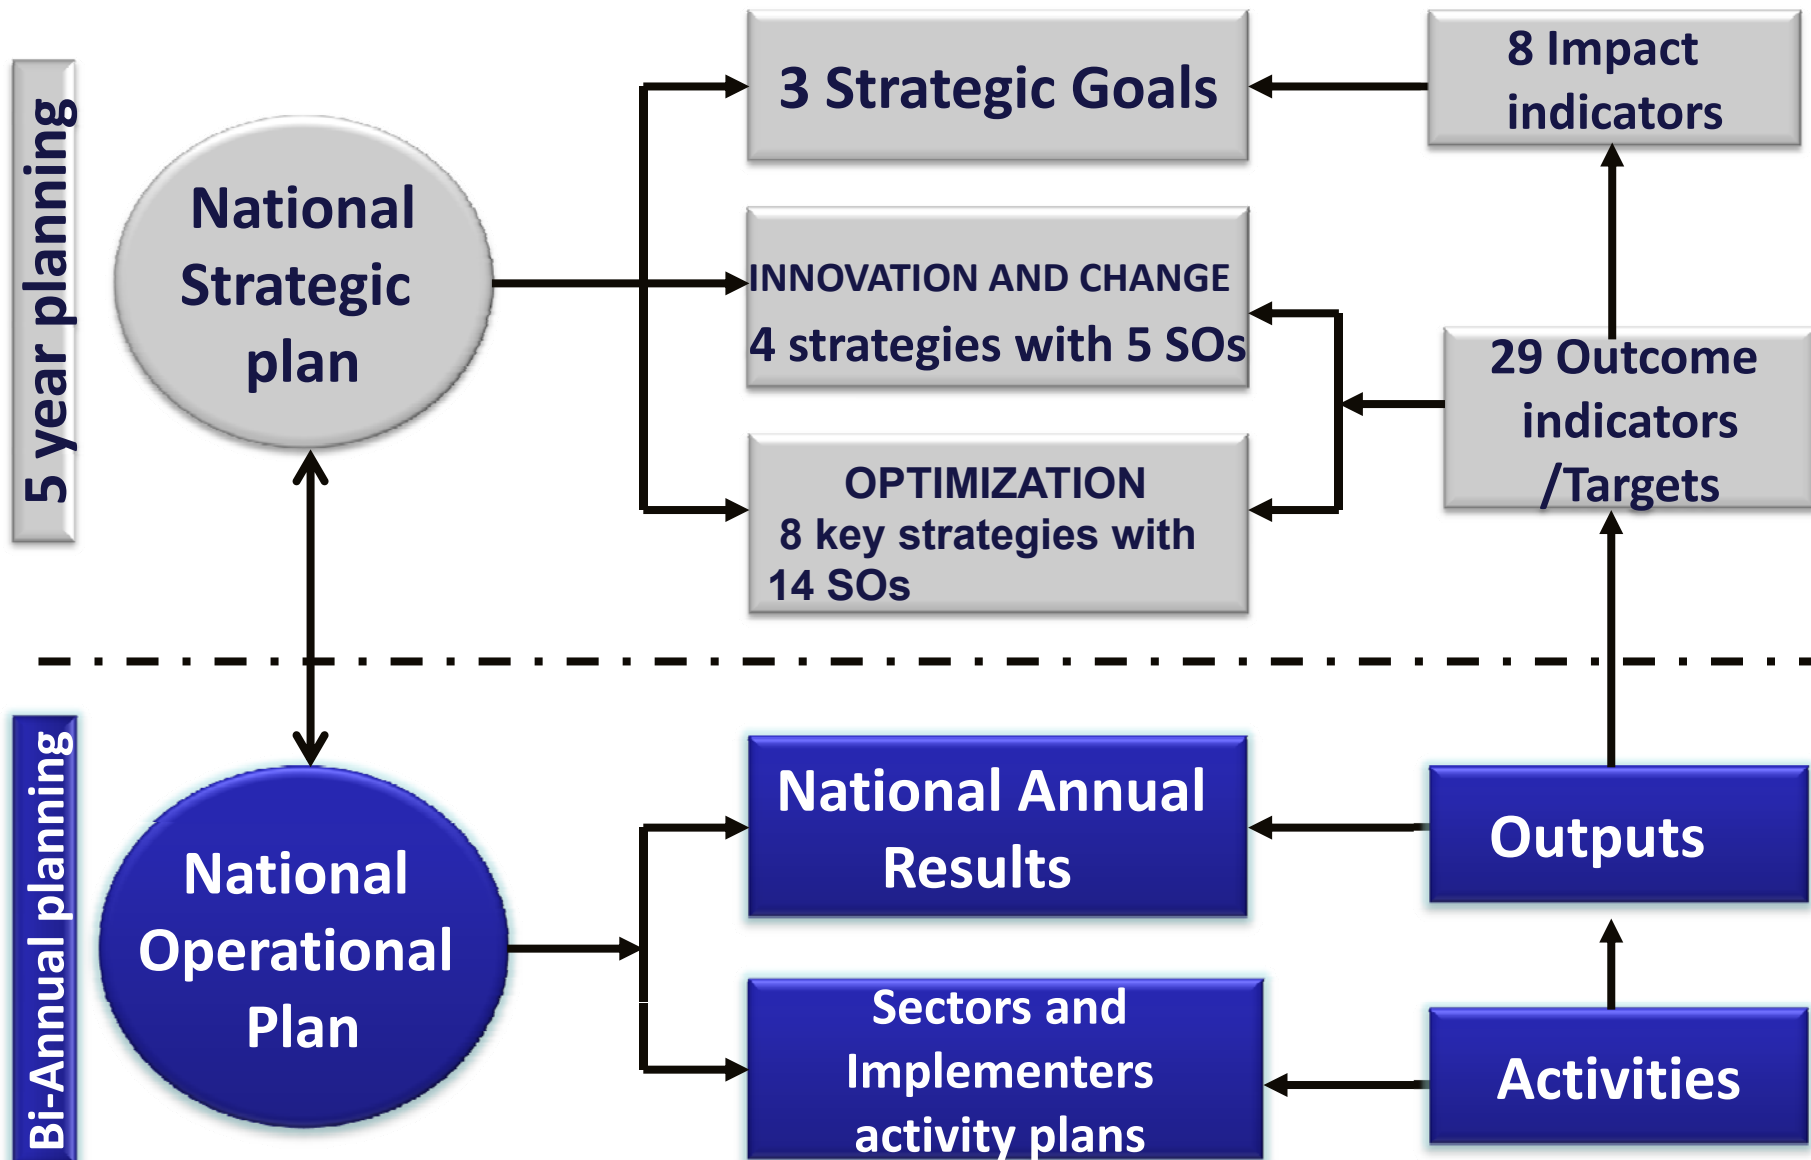 5 year planning
National
Strategic
plan
3 Strategic Goals
8 Impact
indicators
INNOVATION AND CHANGE
4 strategies with 5 SOs
OPTIMIZATION
8 key strategies with
14 SOs
29 Outcome
indicators
/Targets
Bi-Annual planning
National
Operational
Plan
National Annual
Results
Outputs
Sectors and
Implementers
activity plans
Activities